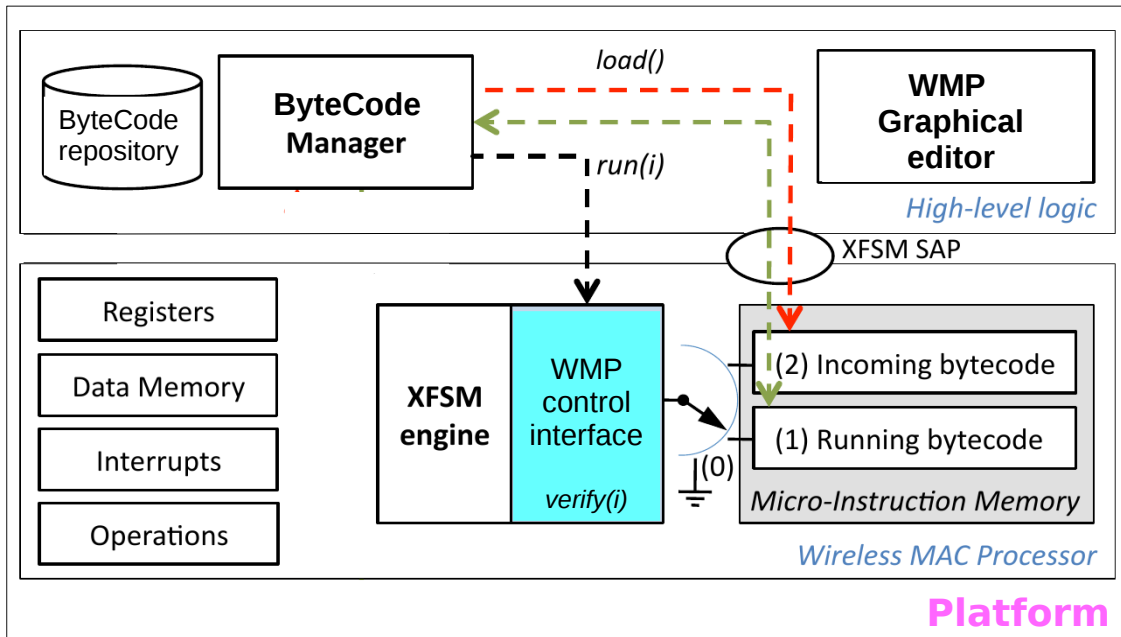 load()
ByteCode
repository
ByteCode
Manager
WMP
Graphical
editor
run(i)
High-level logic
XFSM SAP
Registers
Data Memory
Interrupts
Operations
XFSM
engine
WMP
control
interface
verify(i)
(2) Incoming bytecode
(1) Running bytecode
(0)
Micro-Instruction Memory
Wireless MAC Processor
Platform